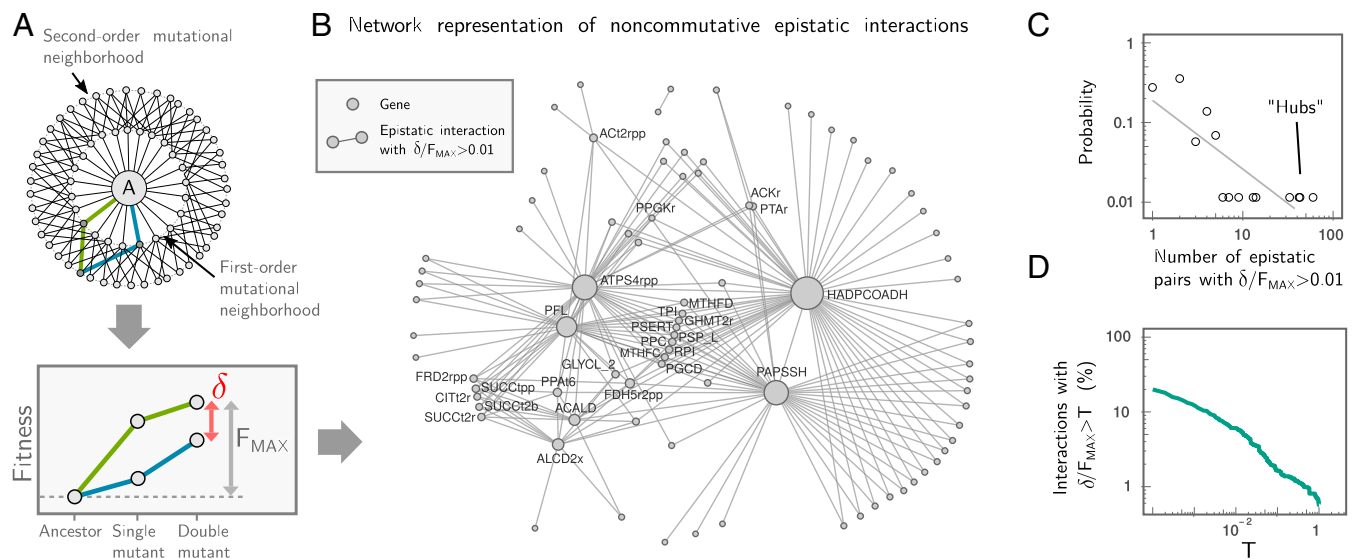 A
Second-order mutational
neighborhood
A
First-order
mutational
neighborhood
δ
F_MAX
Fitness
Ancestor
Single
mutant
Double
mutant
B
Network representation of noncommutative epistatic interactions
Gene
Epistatic interaction
with δ/F_MAX>0.01
ACt2rpp
PPGKr
ACKr
PTAr
ATPS4rpp
HADPCOADH
PFL
MTHFD
TPI
GHMT2r
PSERT
PSP_L
PPC
MTHFC
RPI
PGCD
GLYCL_2
PAPSSH
FRD2rpp
SUCCtpp
PPAt6
FDH5r2pp
CITt2r
SUCCt2b
ACALD
SUCCt2r
ALCD2x
C
Probability
1
0.1
0.01
"Hubs"
1
10
100
Number of epistatic
pairs with δ/F_MAX>0.01
D
Interactions with
δ/F_MAX>T (%)
100
10
1
10⁻²
1
T